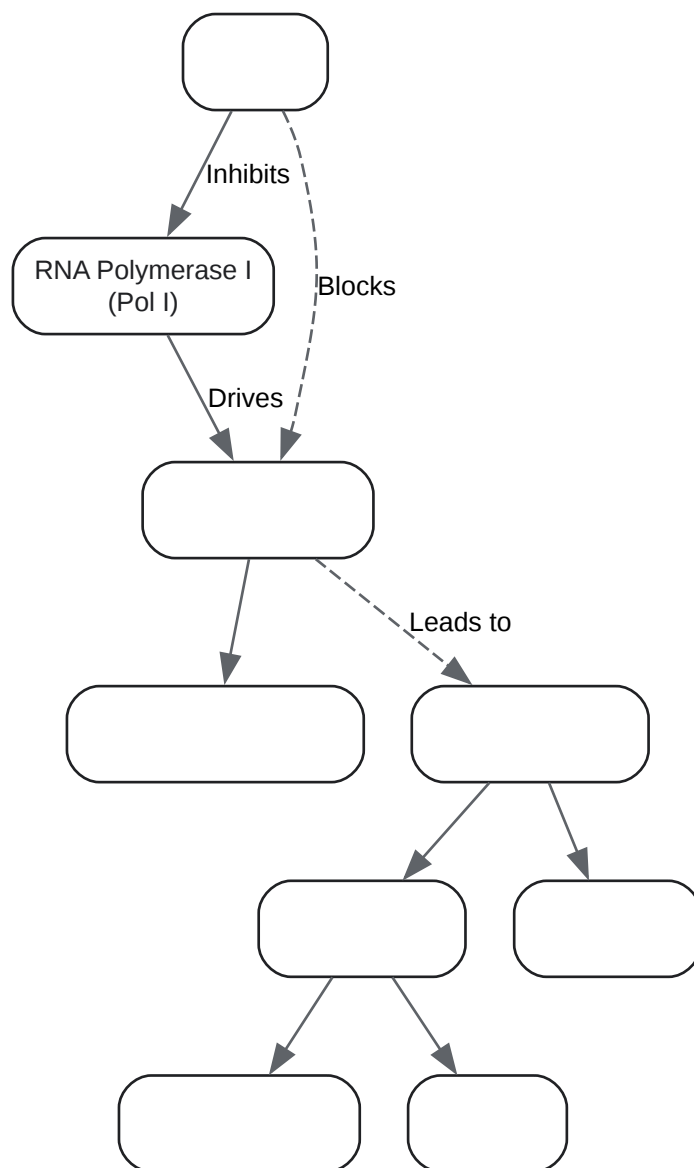 Inhibits
RNA Polymerase I
(Pol I)
Blocks
Drives
Leads to